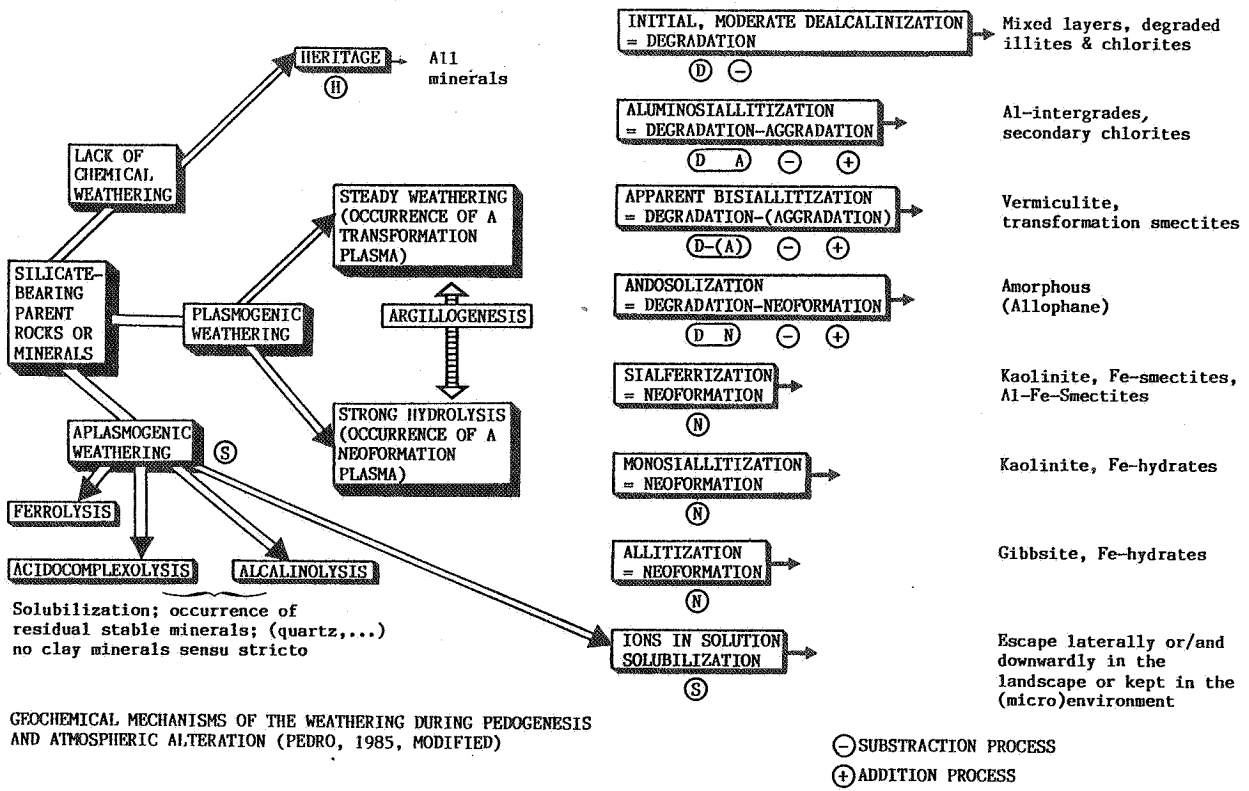 HERITAGE
H
All
minerals
LACK OF
CHEMICAL
WEATHERING
SILICATE-
BEARING
PARENT
ROCKS OR
MINERALS
PLASMOGENIC
WEATHERING
STEADY WEATHERING
(OCCURRENCE OF A
TRANSFORMATION
PLASMA)
ARGILLOGENESIS
STRONG HYDROLYSIS
(OCCURRENCE OF A
NEOFORMATION
PLASMA)
APLASMOGENIC
WEATHERING
S
FERROLYSIS
ACIDOCOMPLEXOLYSIS
ALCALINOLYSIS
Solubilization; occurrence of
residual stable minerals; (quartz,...)
no clay minerals sensu stricto
INITIAL, MODERATE DEALCALINIZATION
= DEGRADATION
D −
Mixed layers, degraded
illites & chlorites
ALUMINOSIALLITIZATION
= DEGRADATION-AGGRADATION
D A − +
Al-intergrades,
secondary chlorites
APPARENT BISIALLITIZATION
= DEGRADATION-(AGGRADATION)
D-(A) − +
Vermiculite,
transformation smectites
ANDOSOLIZATION
= DEGRADATION-NEOFORMATION
D N − +
Amorphous
(Allophane)
SIALFERRIZATION
= NEOFORMATION
N
Kaolinite, Fe-smectites,
Al-Fe-Smectites
MONOSIALLITIZATION
= NEOFORMATION
N
Kaolinite, Fe-hydrates
ALLITIZATION
= NEOFORMATION
N
Gibbsite, Fe-hydrates
IONS IN SOLUTION
SOLUBILIZATION
S
Escape laterally or/and
downwardly in the
landscape or kept in the
(micro)environment
GEOCHEMICAL MECHANISMS OF THE WEATHERING DURING PEDOGENESIS
AND ATMOSPHERIC ALTERATION (PEDRO, 1985, MODIFIED)
− SUBSTRACTION PROCESS
+ ADDITION PROCESS